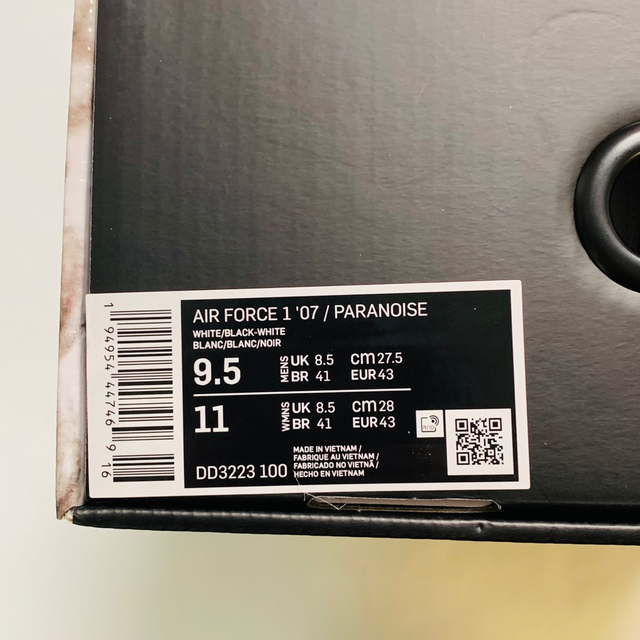 AIR FORCE 1 '07 / PARANOISE
WHITE/BLACK-WHITE
BLANC/BLANC/NOIR
9.5 MENS UK 8.5 CM 27.5
BR 41 EUR 43
11 WMNS UK 8.5 CM 28
BR 41 EUR 43
DD3223 100
MADE IN VIETNAM /
FABRIQUE AU VIETNAM /
FABRICADO NO VIETNÃ /
HECHO EN VIETNAM
1 94954 44746 9 16